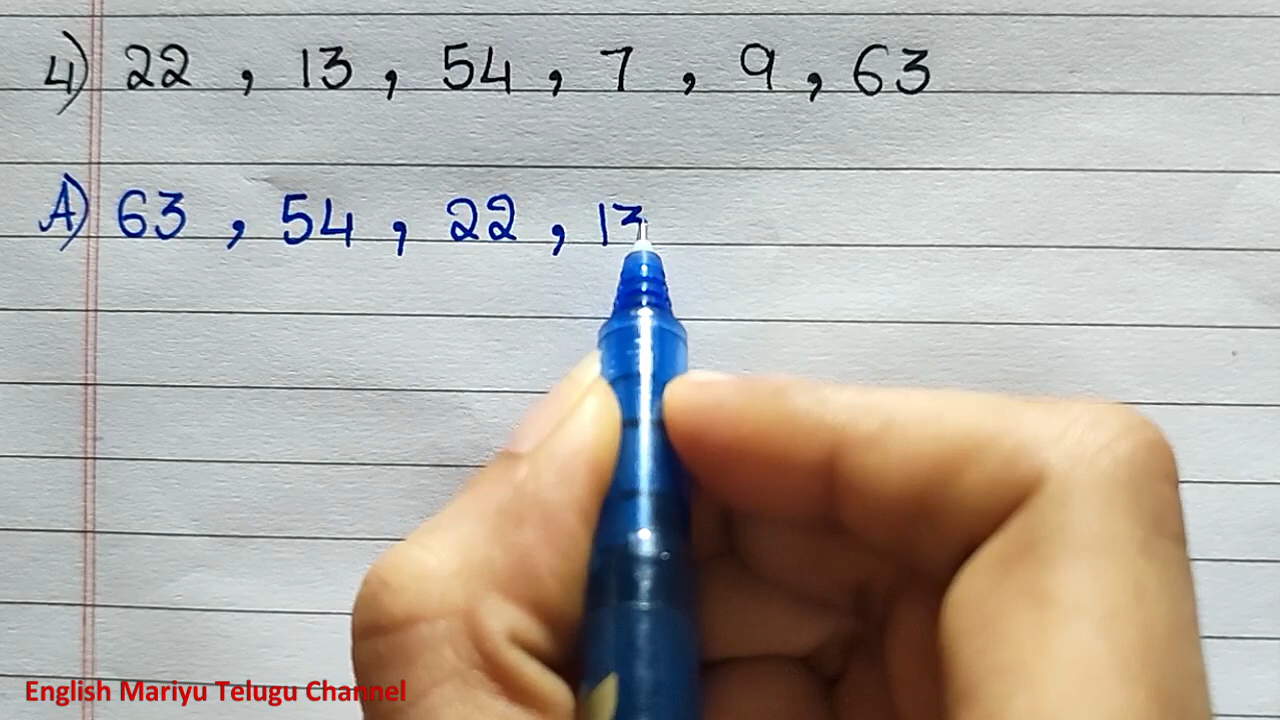 4) 22 , 13 , 54 , 7 , 9 , 63
A) 63 , 54 , 22 , 13
English Mariyu Telugu Channel